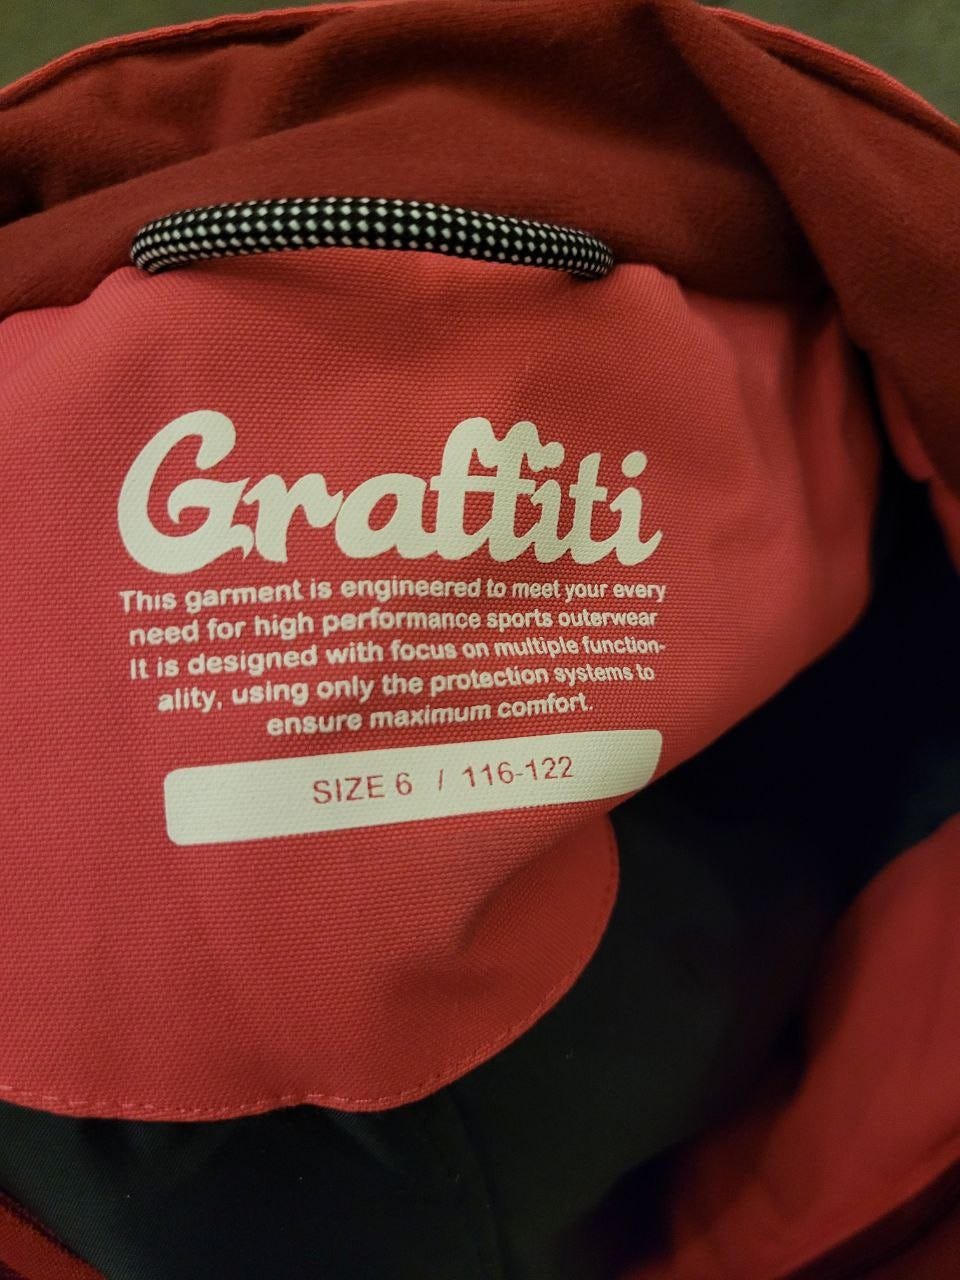 Graffiti
This garment is engineered to meet your every
need for high performance sports outerwear
It is designed with focus on multiple function-
ality, using only the protection systems to
ensure maximum comfort.
SIZE 6 / 116-122